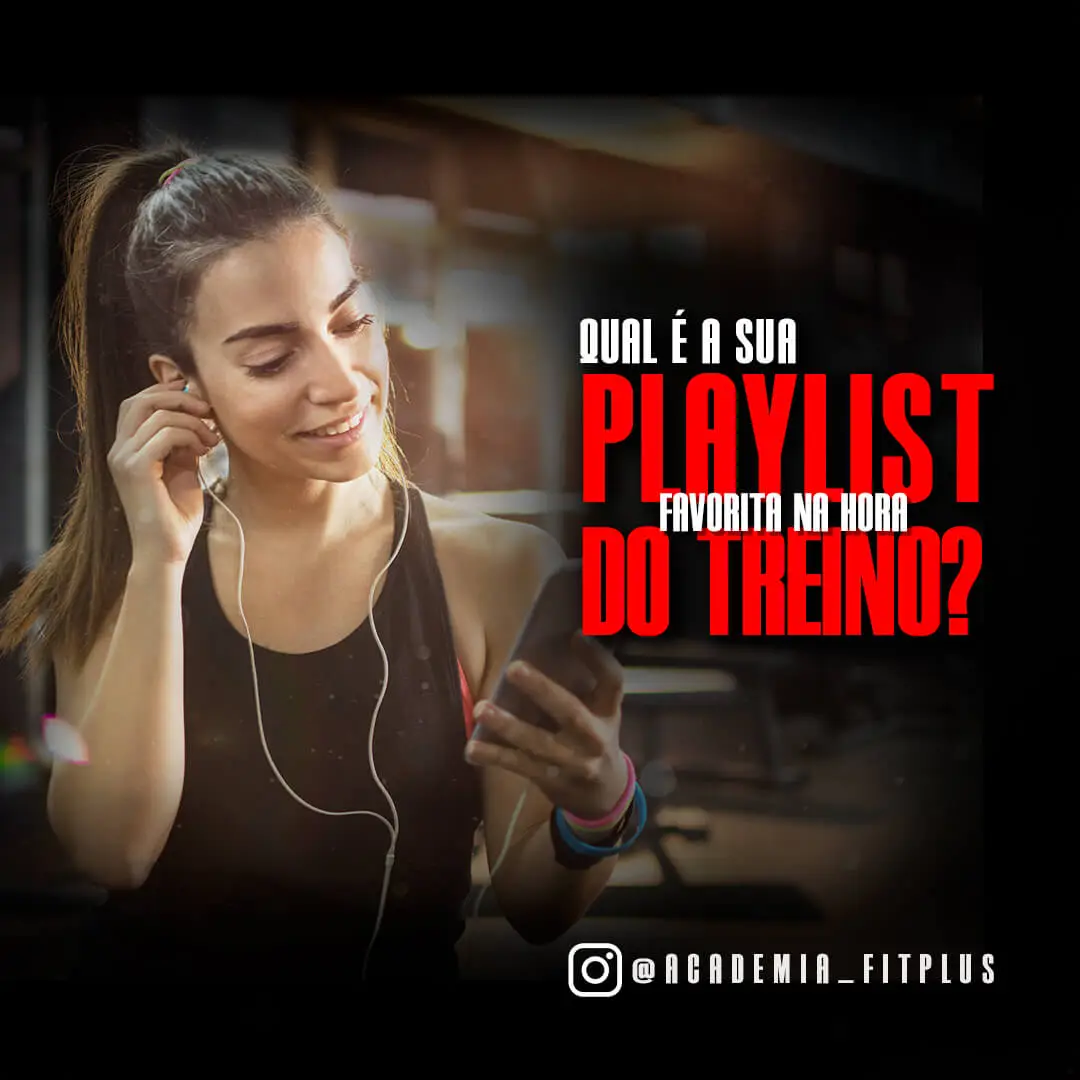 QUAL É A SUA
PLAYLIST
FAVORITA NA HORA
DO TREINO?
@ACADEMIA_FITPLUS